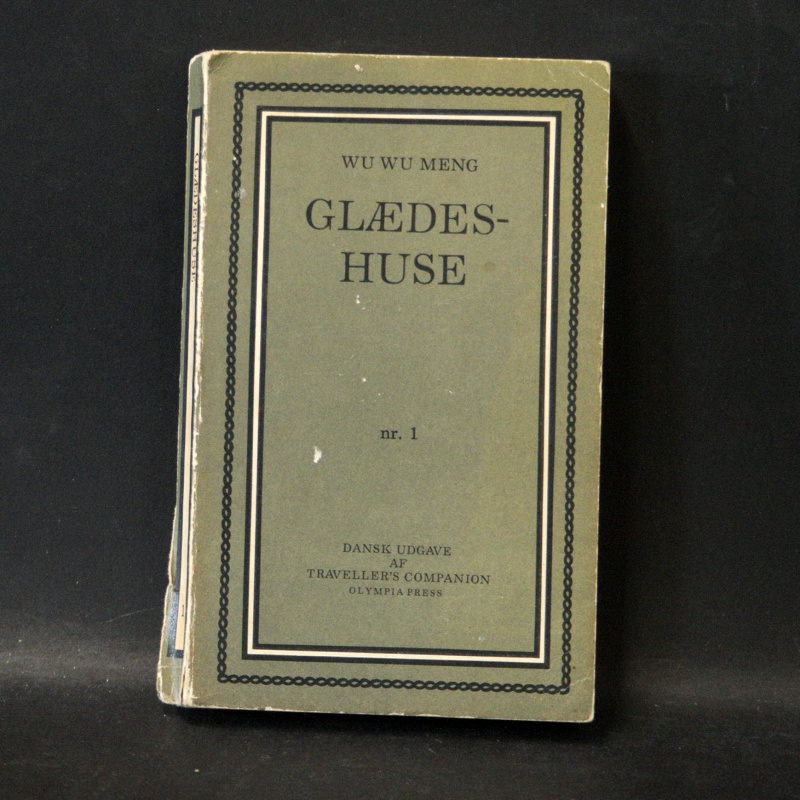 WU WU MENG
GLÆDES-
HUSE
nr. 1
DANSK UDGAVE
AF
TRAVELLER'S COMPANION
OLYMPIA PRESS